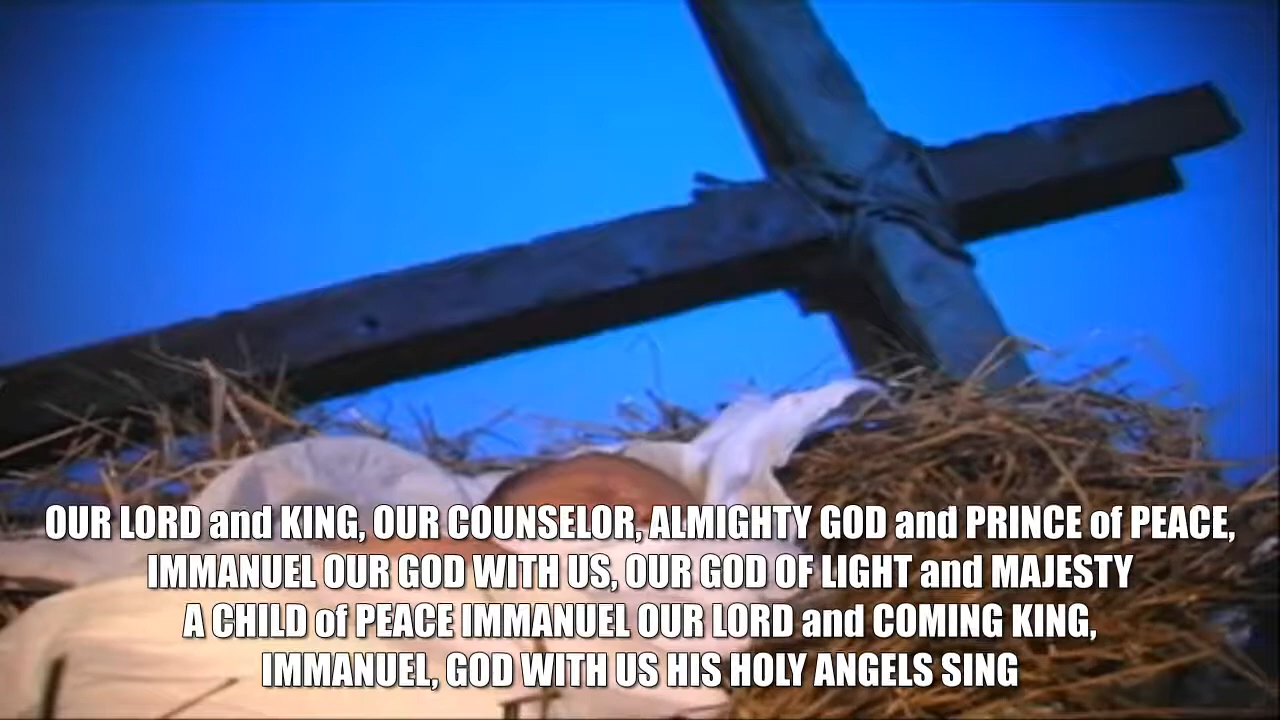 OUR LORD and KING, OUR COUNSELOR, ALMIGHTY GOD and PRINCE of PEACE,
IMMANUEL OUR GOD WITH US, OUR GOD OF LIGHT and MAJESTY
A CHILD of PEACE IMMANUEL OUR LORD and COMING KING,
IMMANUEL, GOD WITH US HIS HOLY ANGELS SING